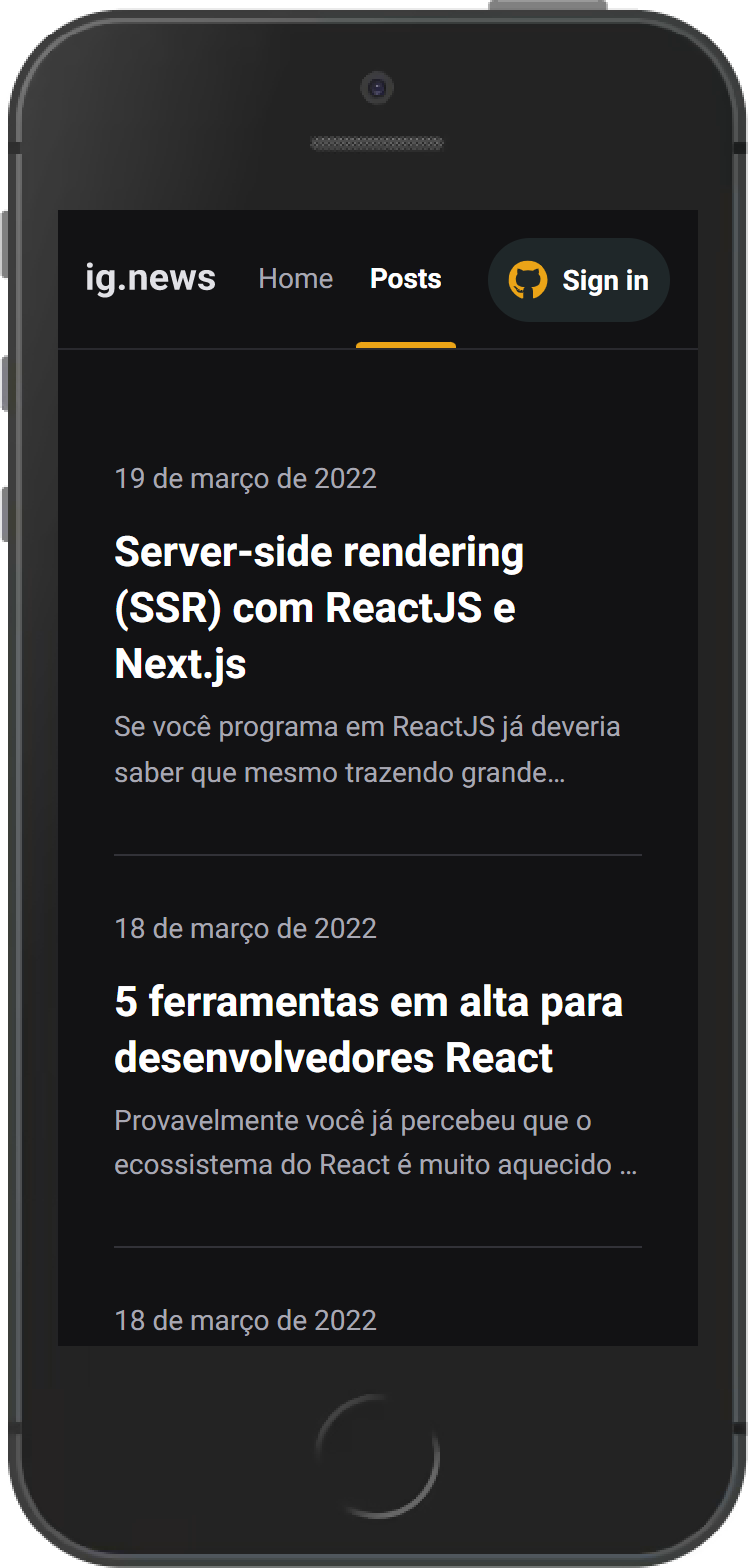 ig.news Home Posts Sign in
19 de março de 2022
Server-side rendering
(SSR) com ReactJS e
Next.js
Se você programa em ReactJS já deveria
saber que mesmo trazendo grande...
18 de março de 2022
5 ferramentas em alta para
desenvolvedores React
Provavelmente você já percebeu que o
ecossistema do React é muito aquecido ...
18 de março de 2022